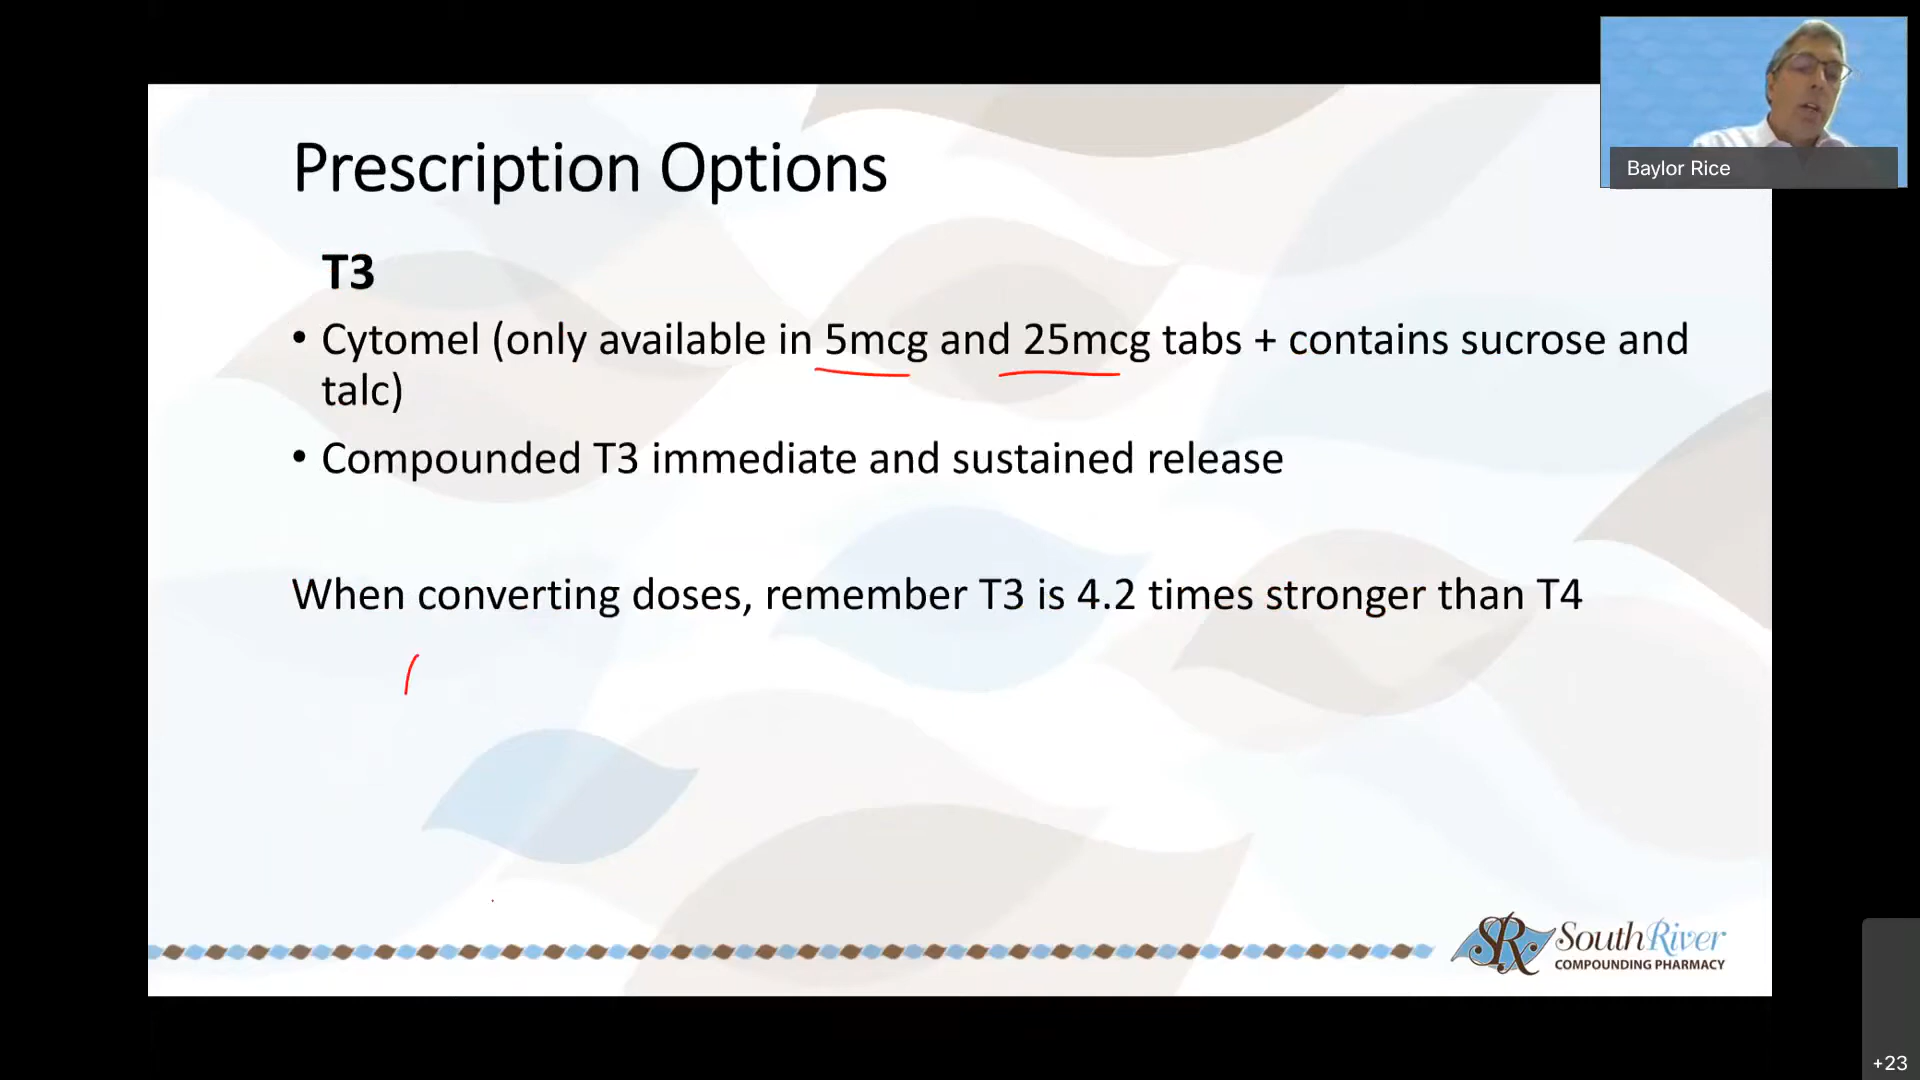 Prescription Options
Baylor Rice
T3
• Cytomel (only available in 5mcg and 25mcg tabs + contains sucrose and
talc)
• Compounded T3 immediate and sustained release
When converting doses, remember T3 is 4.2 times stronger than T4
SR South River
COMPOUNDING PHARMACY
+23